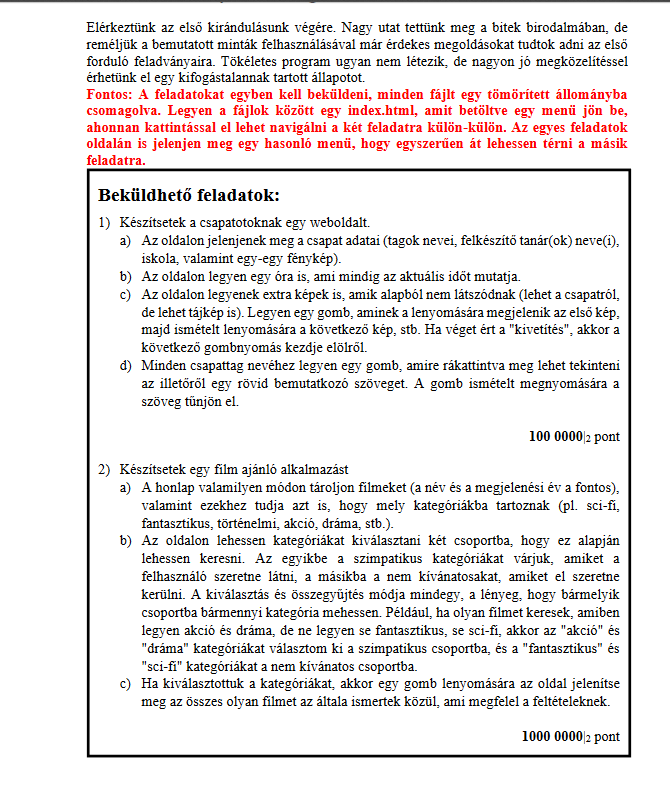 Elérkeztünk az első kirándulásunk végére. Nagy utat tettünk meg a bitek birodalmában, de
reméljük a bemutatott minták felhasználásával már érdekes megoldásokat tudtok adni az első
forduló feladványaira. Tökéletes program ugyan nem létezik, de nagyon jó megközelítéssel
érhetünk el egy kifogástalannak tartott állapotot.
Fontos: A feladatokat egyben kell beküldeni, minden fájlt egy tömörített állományba
csomagolva. Legyen a fájlok között egy index.html, amit betöltve egy menü jön be,
ahonnan kattintással el lehet navigálni a két feladatra külön-külön. Az egyes feladatok
oldalán is jelenjen meg egy hasonló menü, hogy egyszerűen át lehessen térni a másik
feladatra.
Beküldhető feladatok:
1) Készítsetek a csapatotoknak egy weboldalt.
a) Az oldalon jelenjenek meg a csapat adatai (tagok nevei, felkészítő tanár(ok) neve(i),
iskola, valamint egy-egy fénykép).
b) Az oldalon legyen egy óra is, ami mindig az aktuális időt mutatja.
c) Az oldalon legyenek extra képek is, amik alapból nem látszódnak (lehet a csapatról,
de lehet tájkép is). Legyen egy gomb, aminek a lenyomására megjelenik az első kép,
majd ismételt lenyomására a következő kép, stb. Ha véget ért a "kivetítés", akkor a
következő gombnyomás kezdje elölről.
d) Minden csapattag nevéhez legyen egy gomb, amire rákattintva meg lehet tekinteni
az illetőről egy rövid bemutatkozó szöveget. A gomb ismételt megnyomására a
szöveg tűnjön el.
100 0000|2 pont
2) Készítsetek egy film ajánló alkalmazást
a) A honlap valamilyen módon tároljon filmeket (a név és a megjelenési év a fontos),
valamint ezekhez tudja azt is, hogy mely kategóriákba tartoznak (pl. sci-fi,
fantasztikus, történelmi, akció, dráma, stb.).
b) Az oldalon lehessen kategóriákat kiválasztani két csoportba, hogy ez alapján
lehessen keresni. Az egyikbe a szimpatikus kategóriákat várjuk, amiket a
felhasználó szeretne látni, a másikba a nem kívánatosakat, amiket el szeretne
kerülni. A kiválasztás és összegyűjtés módja mindegy, a lényeg, hogy bármelyik
csoportba bármennyi kategória mehessen. Például, ha olyan filmet keresek, amiben
legyen akció és dráma, de ne legyen se fantasztikus, se sci-fi, akkor az "akció" és
"dráma" kategóriákat választom ki a szimpatikus csoportba, és a "fantasztikus" és
"sci-fi" kategóriákat a nem kívánatos csoportba.
c) Ha kiválasztottuk a kategóriákat, akkor egy gomb lenyomására az oldal jelenítse
meg az összes olyan filmet az általa ismertek közül, ami megfelel a feltételeknek.
1000 0000|2 pont